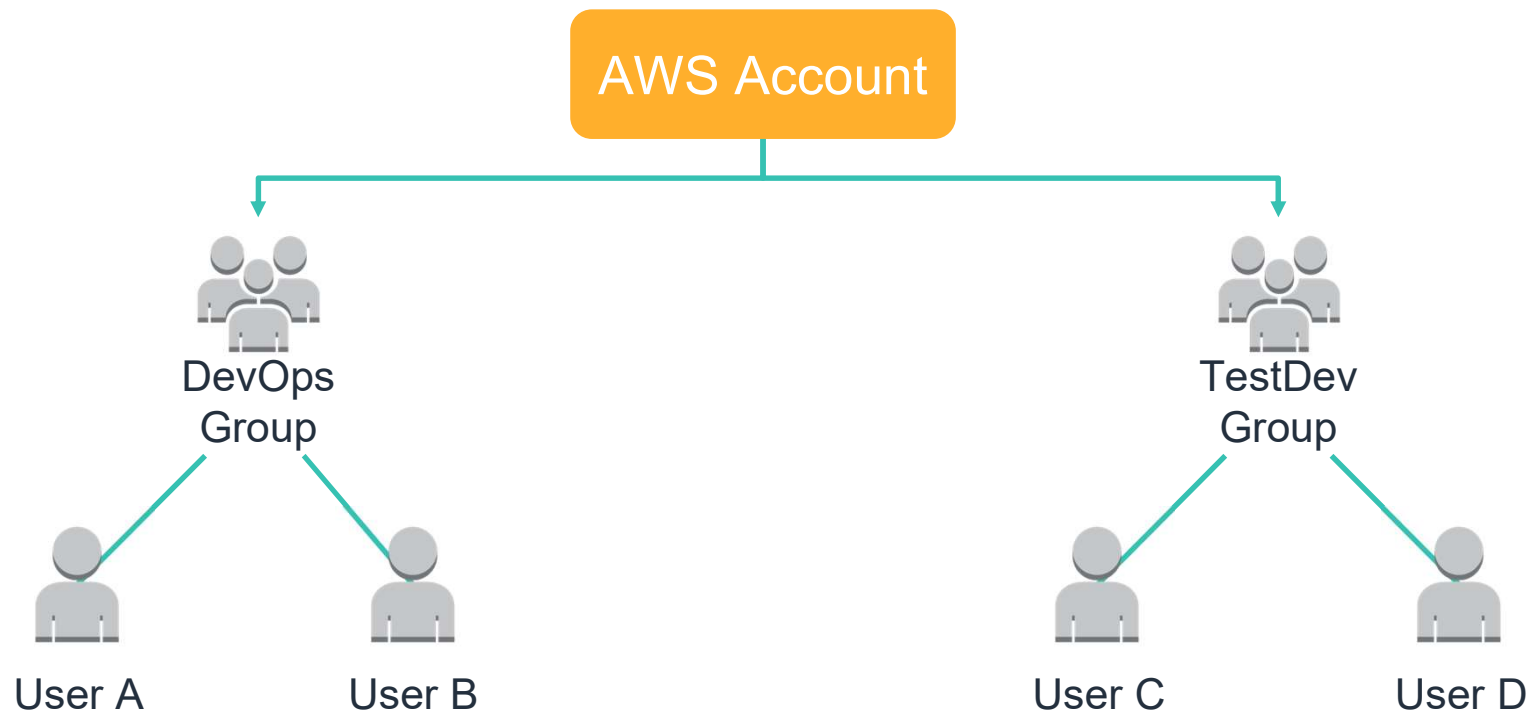 AWS Account
DevOps
Group
TestDev
Group
User A
User B
User C
User D